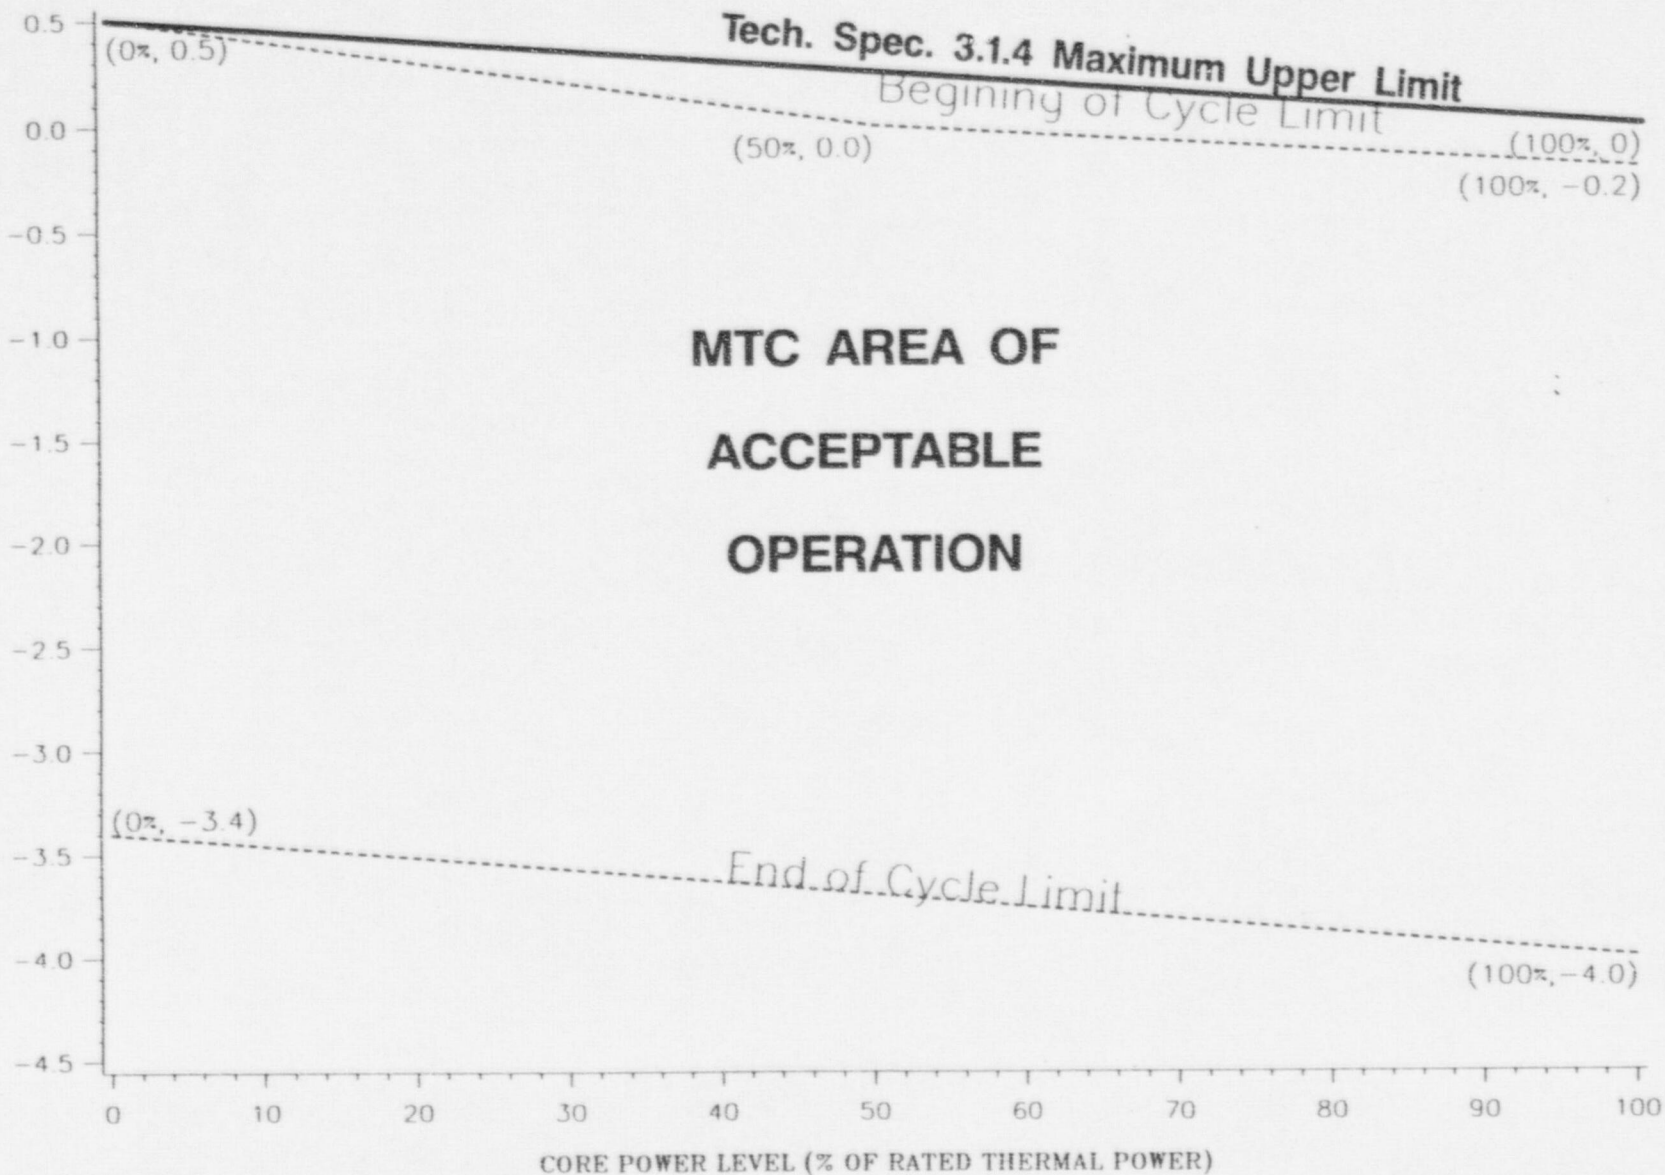 Tech. Spec. 3.1.4 Maximum Upper Limit
Begining of Cycle Limit
(0%, 0.5)
(50%, 0.0)
(100%, 0)
(100%, -0.2)
MTC AREA OF
ACCEPTABLE
OPERATION
(0%, -3.4)
End of Cycle Limit
(100%,-4.0)
0.5
0.0
-0.5
-1.0
-1.5
-2.0
-2.5
-3.0
-3.5
-4.0
-4.5
0 10 20 30 40 50 60 70 80 90 100
CORE POWER LEVEL (% OF RATED THERMAL POWER)